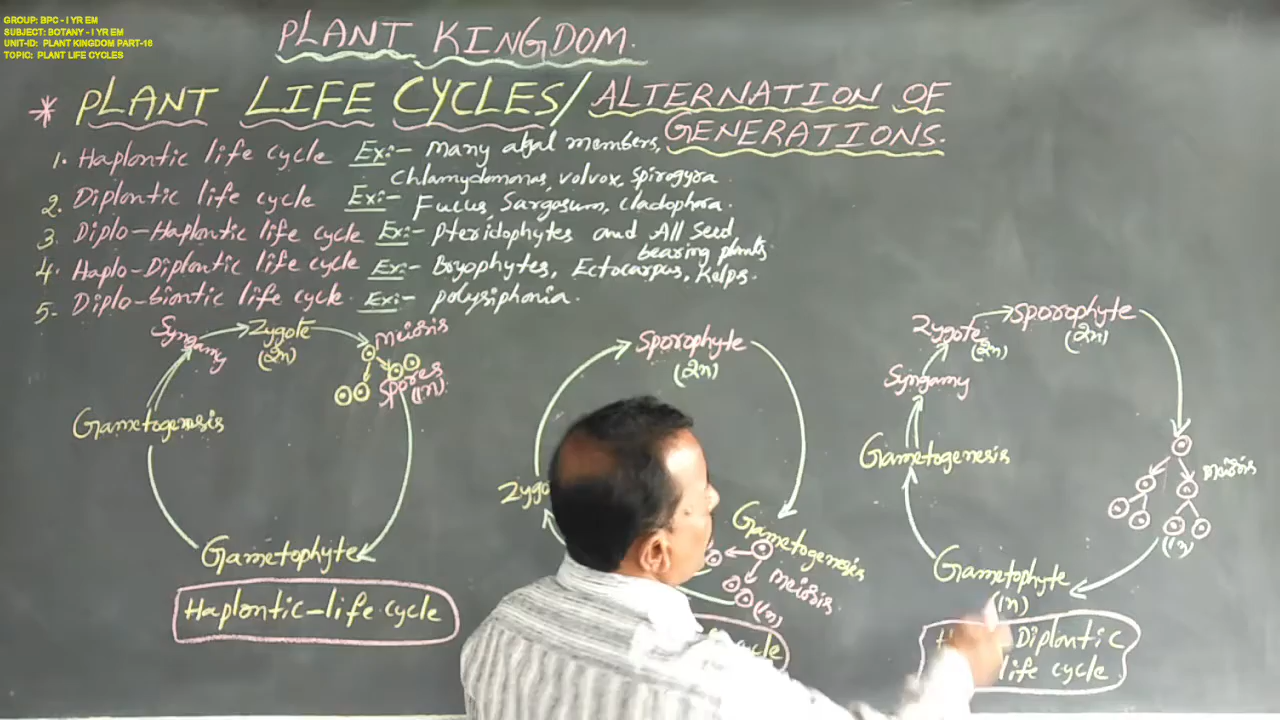 GROUP: BPC - I YR EM
SUBJECT: BOTANY - I YR EM
UNIT-ID: PLANT KINGDOM PART-16
TOPIC: PLANT LIFE CYCLES
PLANT KINGDOM.
* PLANT LIFE CYCLES/ ALTERNATION OF
GENERATIONS.
1. Haplontic life cycle Ex:- Many algal members,
Chlamydomonas, volvox, spirogyra
2. Diplontic life cycle Ex:- Fucus, Sargasum, cladophora.
3 Diplo-Haplontic life cycle Ex:- Pteridophytes and All Seed
bearing plants
4. Haplo-Diplontic life cycle Ex:- Bryophytes, Ectocarpus, Kelps.
5. Diplo-biontic life cycle. Ex:- polysiphonia.
Syngamy
Zygote
(2n)
Meiosis
Spores
(1n).
Gametogenesis
Gametophyte
Haplontic-life cycle
Sporophyte
(2n)
Gametogenesis
Meiosis.
(1n)
Zygote
(2n)
Sporophyte
(2n)
Syngamy
Gametogenesis
Meiosis
(1n)
Gametophyte
(1n)
Diplontic
life cycle.